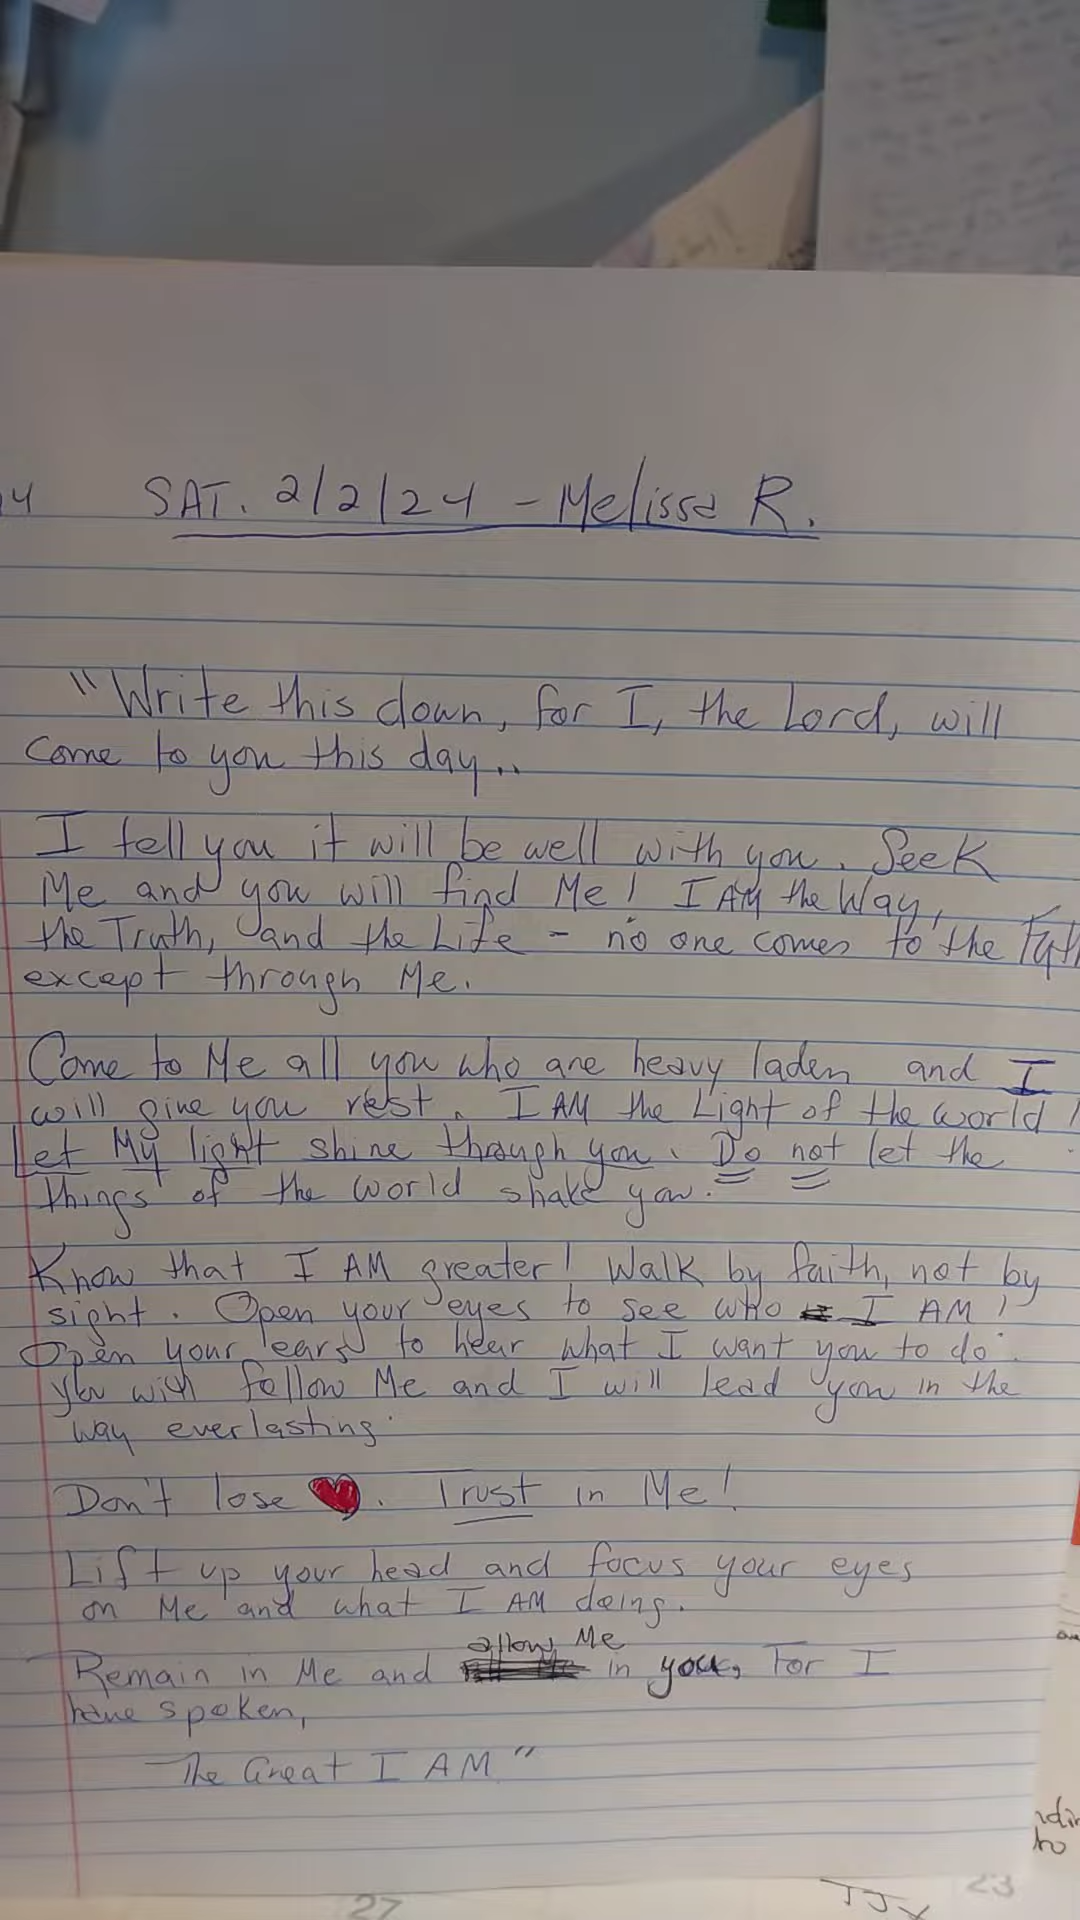 SAT. 2/2/24 - Melissa R.
"Write this down, for I, the Lord, will
come to you this day..
I tell you it will be well with you. Seek
Me and you will find Me! I AM the Way,
the Truth, and the Life - no one comes to the Fath
except through Me.
Come to Me all you who are heavy laden and I
will give you rest. I AM the Light of the world!
Let My light shine through you. Do not let the
things of the world shake you.
Know that I AM greater! Walk by faith, not by
sight. Open your eyes to see who I AM!
Open your ears to hear what I want you to do.
You will follow Me and I will lead you in the
way everlasting.
Don't lose ❤️. Trust in Me!
Lift up your head and focus your eyes
on Me and what I AM doing.
allow Me
Remain in Me and in you, For I
have spoken,
The Great I AM"
27
TJX
23